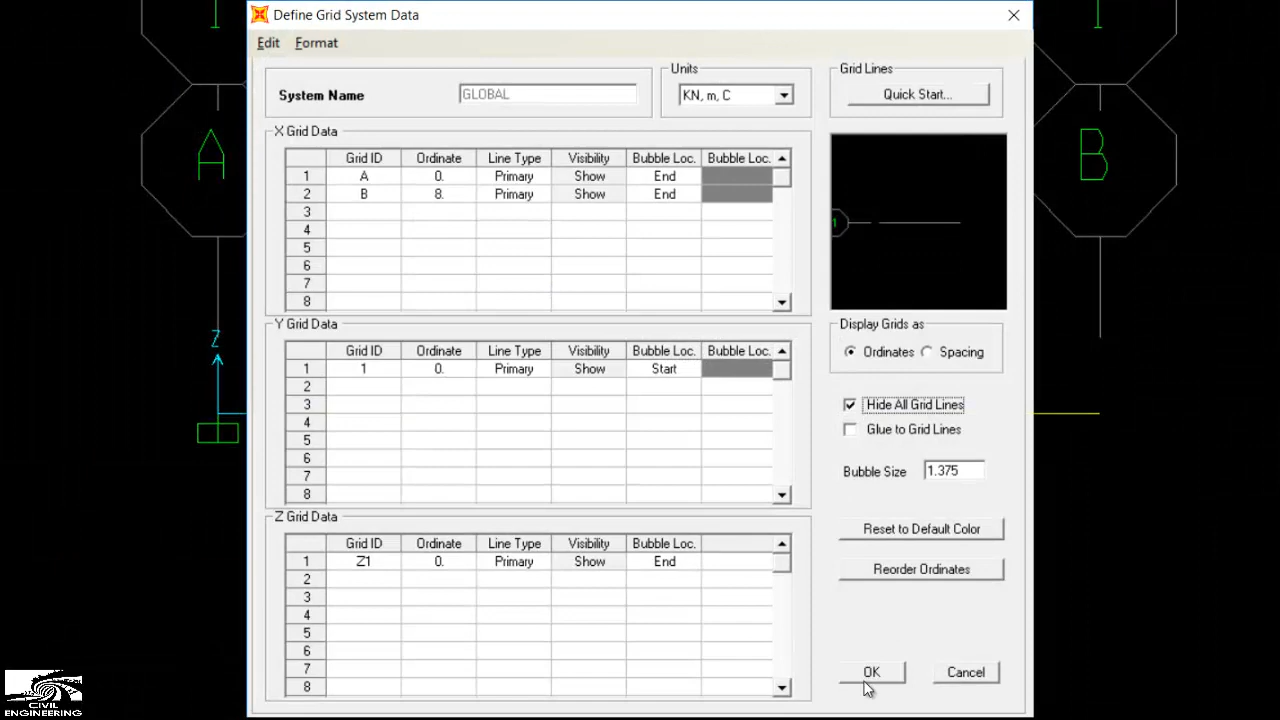 Define Grid System Data
Edit Format
System Name GLOBAL
Units
KN, m, C
Grid Lines
Quick Start...
X Grid Data
Grid ID Ordinate Line Type Visibility Bubble Loc. Bubble Loc.
1 A 0. Primary Show End
2 B 8. Primary Show End
3
4
5
6
7
8
Y Grid Data
Grid ID Ordinate Line Type Visibility Bubble Loc. Bubble Loc.
1 1 0. Primary Show Start
2
3
4
5
6
7
8
Z Grid Data
Grid ID Ordinate Line Type Visibility Bubble Loc.
1 Z1 0. Primary Show End
2
3
4
5
6
7
8
1
Display Grids as
Ordinates Spacing
Hide All Grid Lines
Glue to Grid Lines
Bubble Size 1.375
Reset to Default Color
Reorder Ordinates
OK Cancel
A
B
Z
CIVIL
ENGINEERING